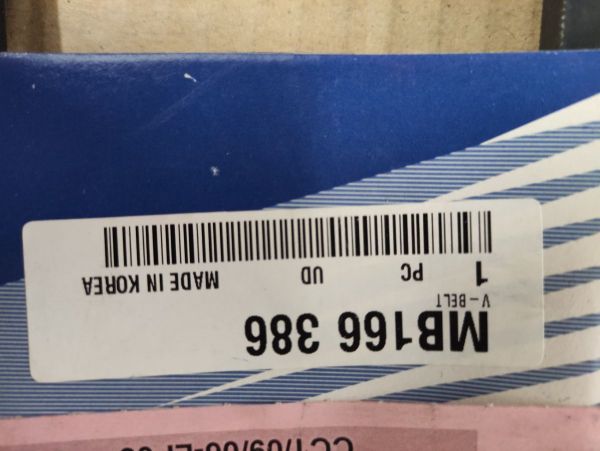 MB166 386
V-BELT
1 PC UD MADE IN KOREA